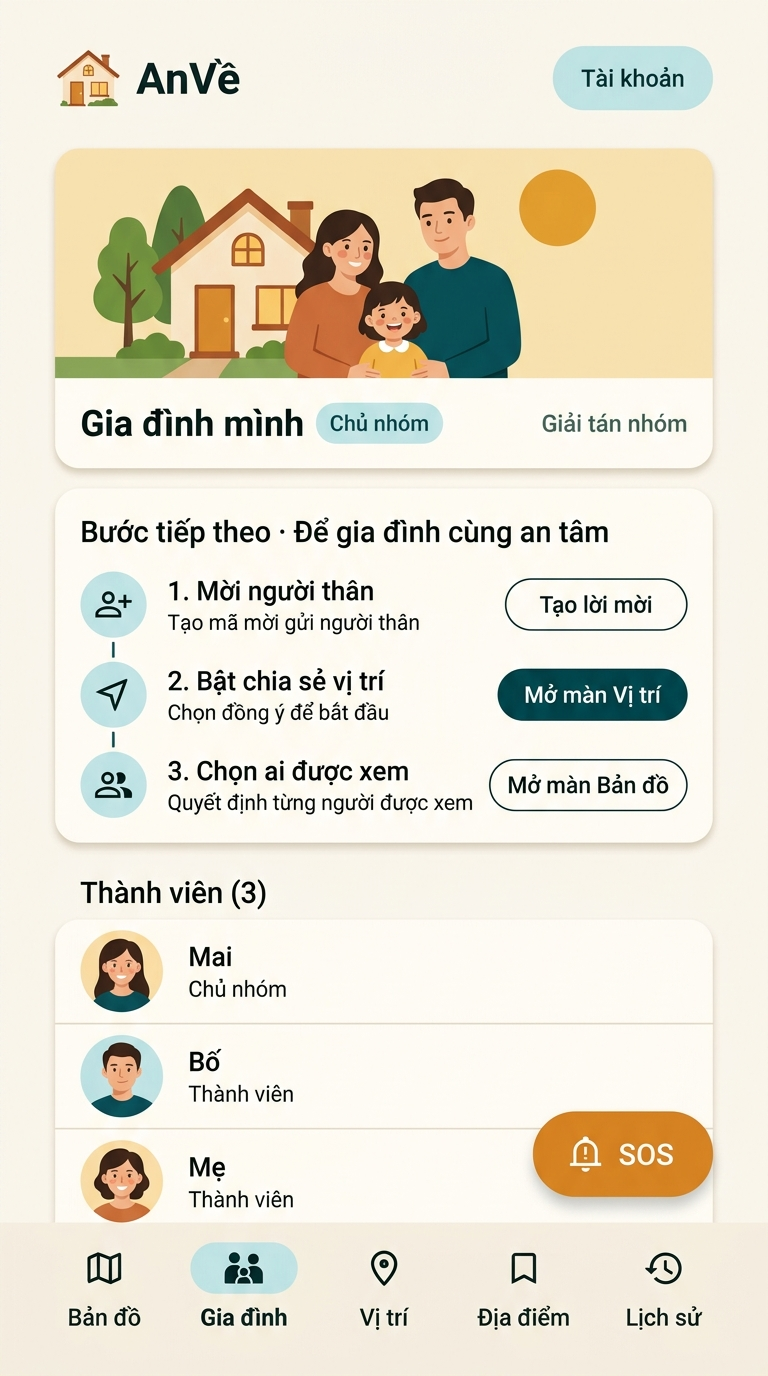 AnVề
Tài khoản
Gia đình mình
Chủ nhóm
Giải tán nhóm
Bước tiếp theo · Để gia đình cùng an tâm
1. Mời người thân
Tạo mã mời gửi người thân
Tạo lời mời
2. Bật chia sẻ vị trí
Chọn đồng ý để bắt đầu
Mở màn Vị trí
3. Chọn ai được xem
Quyết định từng người được xem
Mở màn Bản đồ
Thành viên (3)
Mai
Chủ nhóm
Bố
Thành viên
Mẹ
Thành viên
SOS
Bản đồ
Gia đình
Vị trí
Địa điểm
Lịch sử